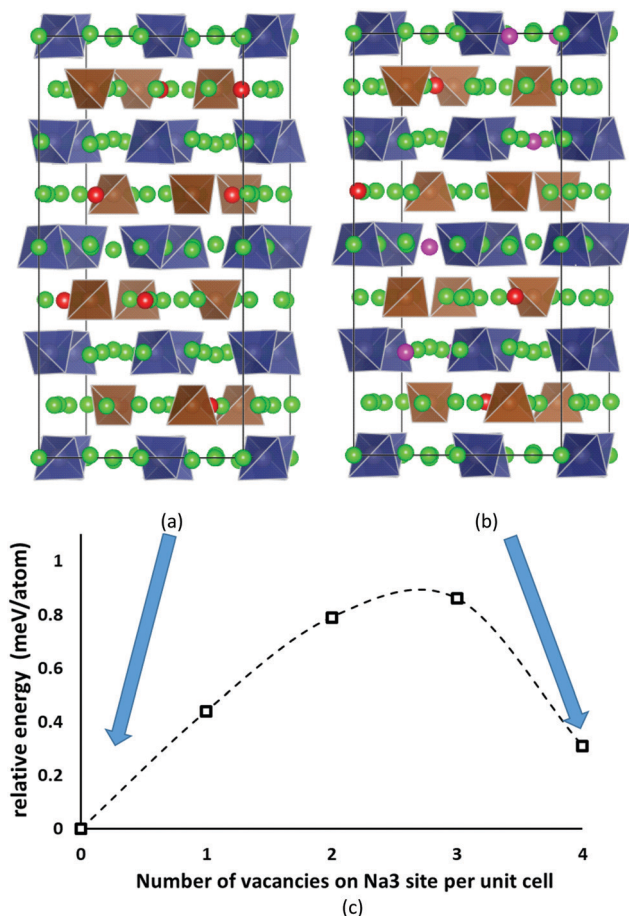 (a)
(b)
1
0.8
0.6
0.4
0.2
0
relative energy (meV/atom)
0 1 2 3 4
Number of vacancies on Na3 site per unit cell
(c)